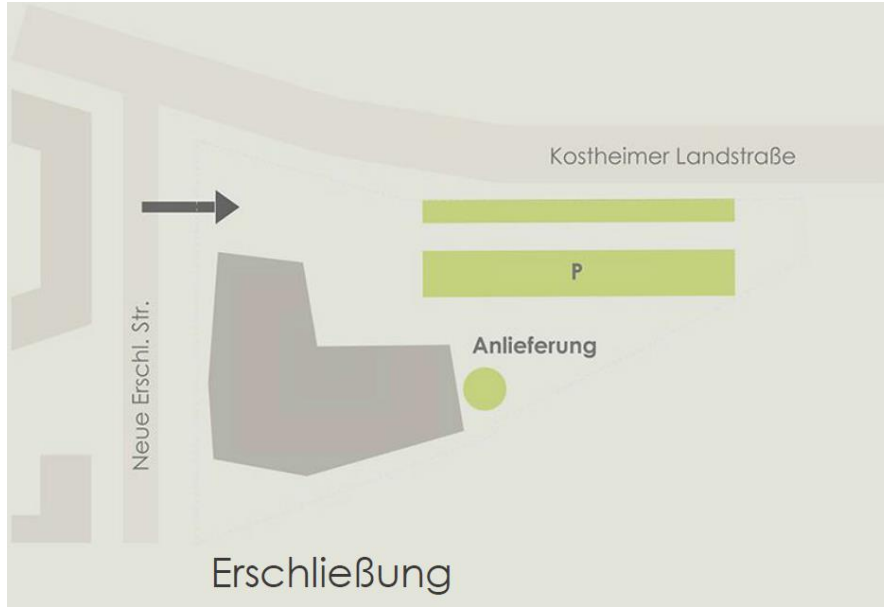 Kostheimer Landstraße
P
Anlieferung
Neue Erschl. Str.
Erschließung